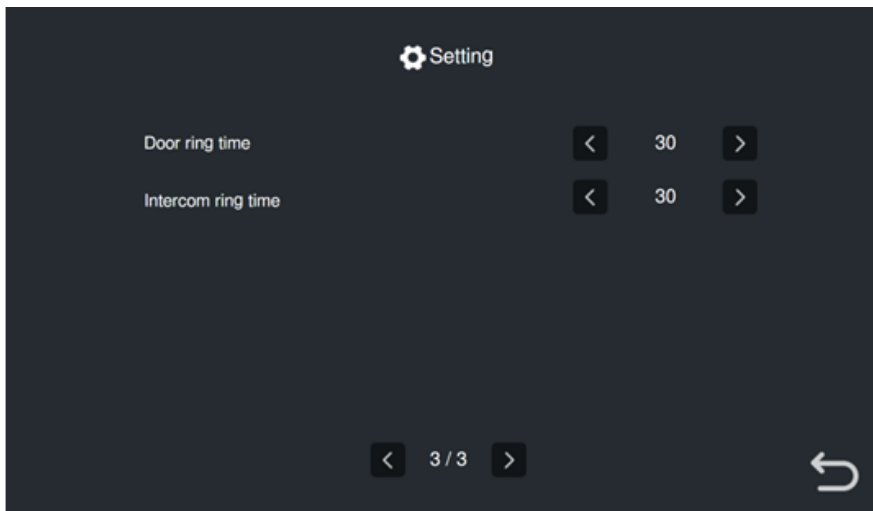 Setting
Door ring time < 30 >
Intercom ring time < 30 >
< 3 / 3 >